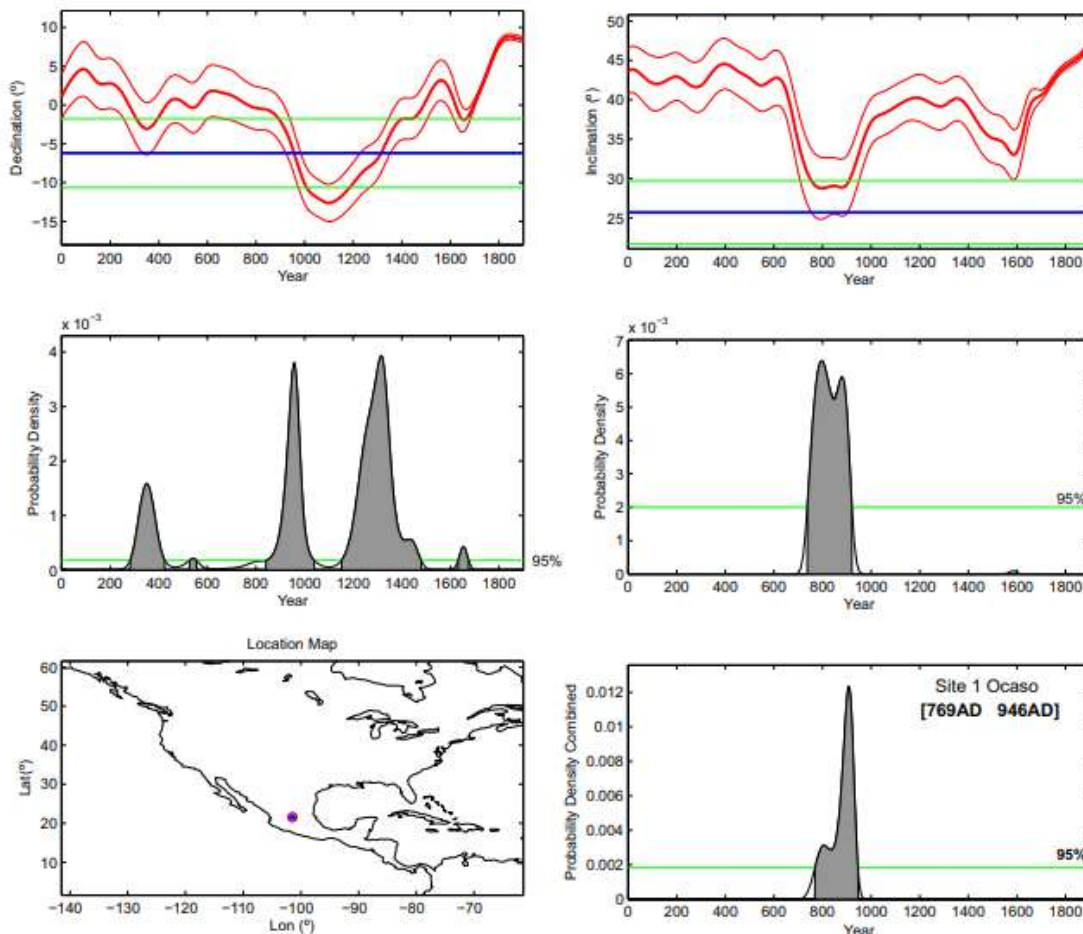 10
5
0
−5
−10
−15
Declination (º)
0 200 400 600 800 1000 1200 1400 1600 1800
Year
50
45
40
35
30
25
Inclination (º)
0 200 400 600 800 1000 1200 1400 1600 1800
Year
x 10⁻³
4
3
2
1
0
Probability Density
95%
0 200 400 600 800 1000 1200 1400 1600 1800
Year
x 10⁻³
7
6
5
4
3
2
1
0
Probability Density
95%
0 200 400 600 800 1000 1200 1400 1600 1800
Year
Location Map
60
50
40
30
20
10
Lat(º)
−140 −130 −120 −110 −100 −90 −80 −70
Lon (º)
0.012
0.010
0.008
0.006
0.004
0.002
0
Probability Density Combined
Site 1 Ocaso
[769AD 946AD]
95%
0 200 400 600 800 1000 1200 1400 1600 1800
Year